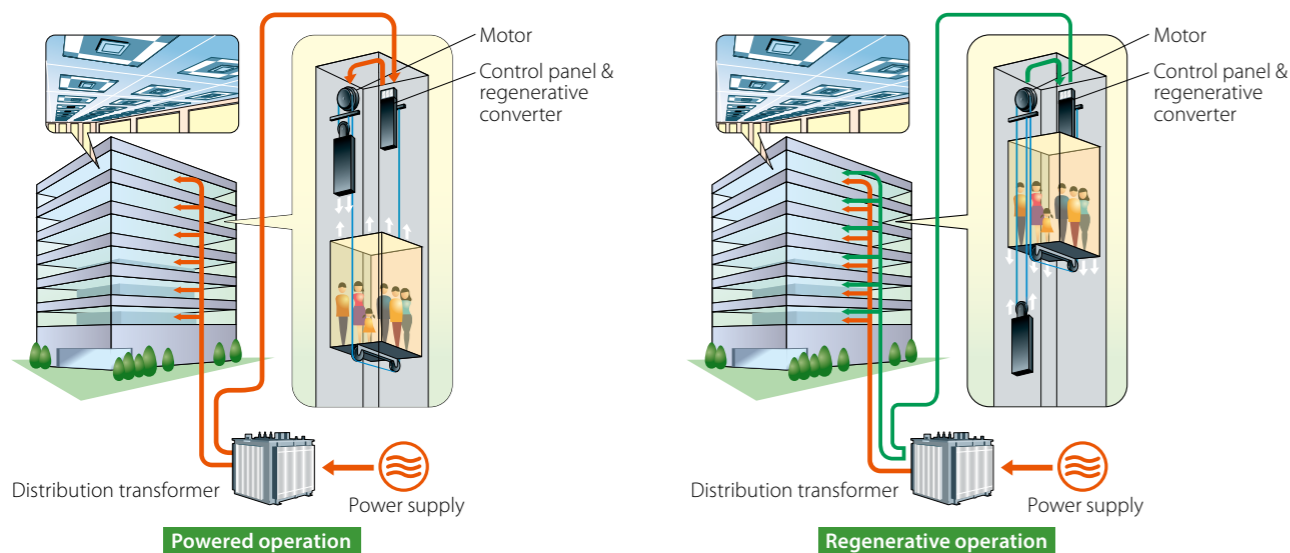 Motor
Control panel &
regenerative
converter
Distribution transformer
Power supply
Powered operation
Motor
Control panel &
regenerative
converter
Distribution transformer
Power supply
Regenerative operation